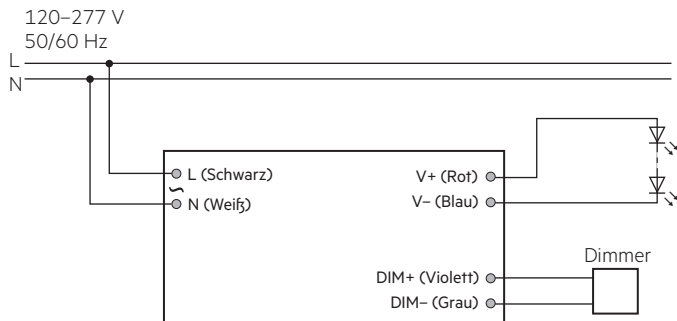 120–277 V
50/60 Hz
L
N
L (Schwarz)
~
N (Weiß)
V+ (Rot)
V– (Blau)
DIM+ (Violett)
DIM– (Grau)
Dimmer